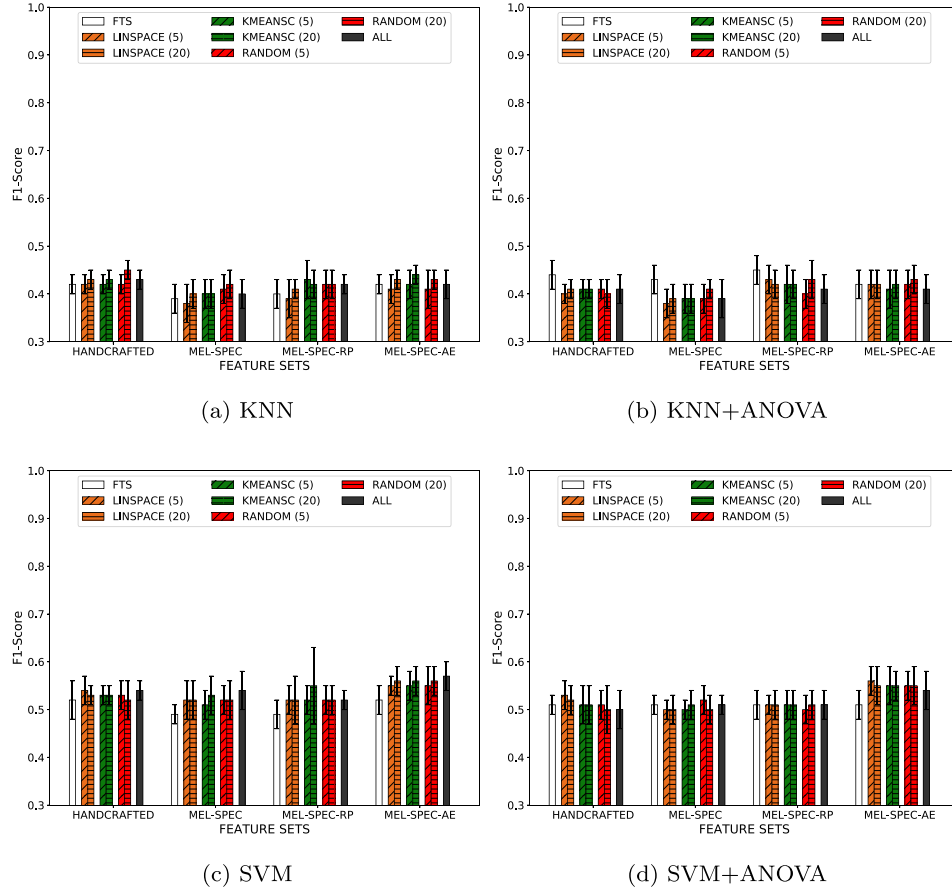 FTS
LINSPACE (5)
LINSPACE (20)
KMEANSC (5)
KMEANSC (20)
RANDOM (5)
RANDOM (20)
ALL
1.0
0.9
0.8
0.7
0.6
0.5
0.4
0.3
F1-Score
HANDCRAFTED MEL-SPEC MEL-SPEC-RP MEL-SPEC-AE
FEATURE SETS
(a) KNN
FTS
LINSPACE (5)
LINSPACE (20)
KMEANSC (5)
KMEANSC (20)
RANDOM (5)
RANDOM (20)
ALL
1.0
0.9
0.8
0.7
0.6
0.5
0.4
0.3
F1-Score
HANDCRAFTED MEL-SPEC MEL-SPEC-RP MEL-SPEC-AE
FEATURE SETS
(b) KNN+ANOVA
FTS
LINSPACE (5)
LINSPACE (20)
KMEANSC (5)
KMEANSC (20)
RANDOM (5)
RANDOM (20)
ALL
1.0
0.9
0.8
0.7
0.6
0.5
0.4
0.3
F1-Score
HANDCRAFTED MEL-SPEC MEL-SPEC-RP MEL-SPEC-AE
FEATURE SETS
(c) SVM
FTS
LINSPACE (5)
LINSPACE (20)
KMEANSC (5)
KMEANSC (20)
RANDOM (5)
RANDOM (20)
ALL
1.0
0.9
0.8
0.7
0.6
0.5
0.4
0.3
F1-Score
HANDCRAFTED MEL-SPEC MEL-SPEC-RP MEL-SPEC-AE
FEATURE SETS
(d) SVM+ANOVA